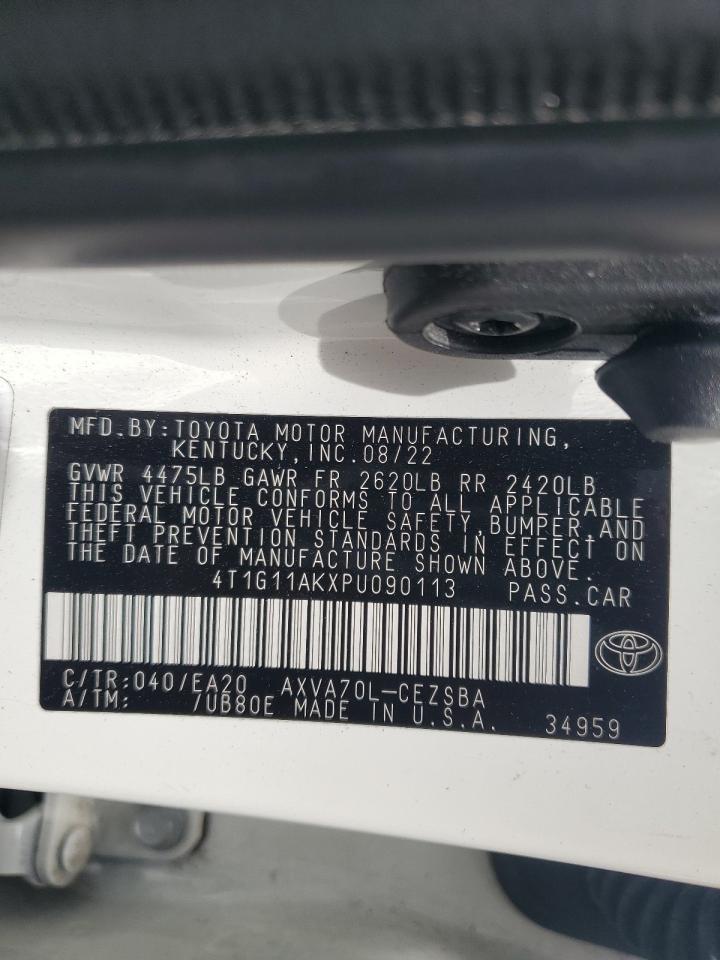 MFD.BY:TOYOTA MOTOR MANUFACTURING,
KENTUCKY, INC.08/22
GVWR 4475LB GAWR FR 2620LB RR 2420LB
THIS VEHICLE CONFORMS TO ALL APPLICABLE
FEDERAL MOTOR VEHICLE SAFETY,BUMPER,AND
THEFT PREVENTION STANDARDS IN EFFECT ON
THE DATE OF MANUFACTURE SHOWN ABOVE.
4T1G11AKXPU090113 PASS.CAR
C/TR:040/EA20 AXVA70L-CEZSBA
A/TM: /UB80E MADE IN U.S.A. 34959